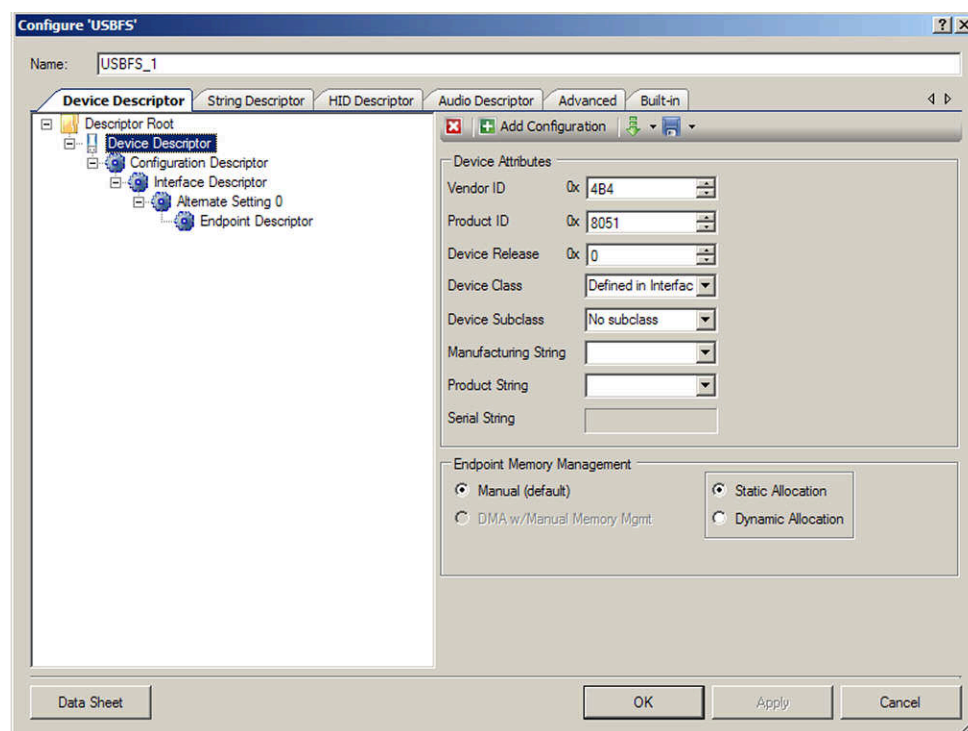 Configure 'USBFS'
Name: USBFS_1
Device Descriptor String Descriptor HID Descriptor Audio Descriptor Advanced Built-in
Descriptor Root
Device Descriptor
Configuration Descriptor
Interface Descriptor
Alternate Setting 0
Endpoint Descriptor
Add Configuration
Device Attributes
Vendor ID 0x 4B4
Product ID 0x 8051
Device Release 0x 0
Device Class Defined in Interfac
Device Subclass No subclass
Manufacturing String
Product String
Serial String
Endpoint Memory Management
Manual (default)
DMA w/Manual Memory Mgmt
Static Allocation
Dynamic Allocation
Data Sheet OK Apply Cancel